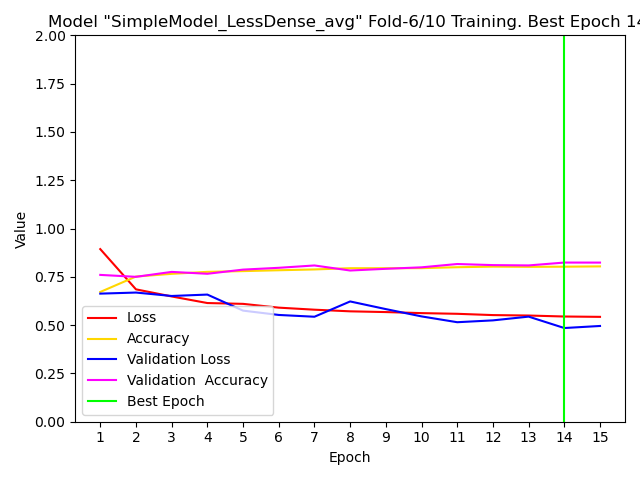 Model "SimpleModel_LessDense_avg" Fold-6/10 Training. Best Epoch 14
2.00
1.75
1.50
1.25
1.00
0.75
0.50
0.25
0.00
Value
Loss
Accuracy
Validation Loss
Validation  Accuracy
Best Epoch
1 2 3 4 5 6 7 8 9 10 11 12 13 14 15
Epoch